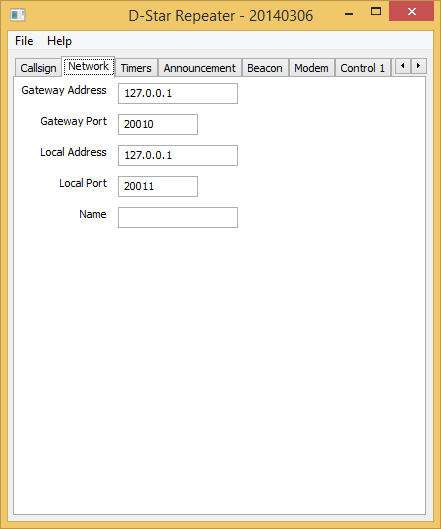 D-Star Repeater - 20140306
File Help
Callsign Network Timers Announcement Beacon Modem Control 1
Gateway Address 127.0.0.1
Gateway Port 20010
Local Address 127.0.0.1
Local Port 20011
Name